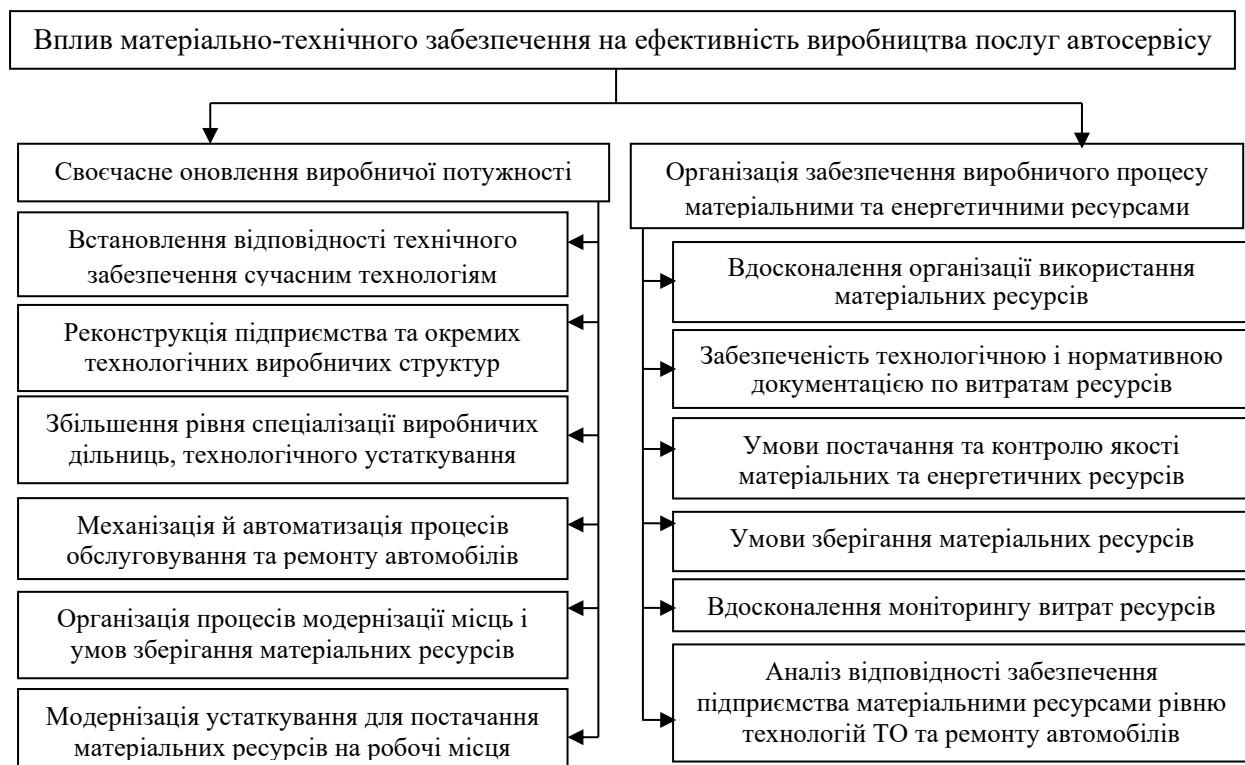 Вплив матеріально-технічного забезпечення на ефективність виробництва послуг автосервісу
Своєчасне оновлення виробничої потужності
Встановлення відповідності технічного
забезпечення сучасним технологіям
Реконструкція підприємства та окремих
технологічних виробничих структур
Збільшення рівня спеціалізації виробничих
дільниць, технологічного устаткування
Механізація й автоматизація процесів
обслуговування та ремонту автомобілів
Організація процесів модернізації місць і
умов зберігання матеріальних ресурсів
Модернізація устаткування для постачання
матеріальних ресурсів на робочі місця
Організація забезпечення виробничого процесу
матеріальними та енергетичними ресурсами
Вдосконалення організації використання
матеріальних ресурсів
Забезпеченість технологічною і нормативною
документацією по витратам ресурсів
Умови постачання та контролю якості
матеріальних та енергетичних ресурсів
Умови зберігання матеріальних ресурсів
Вдосконалення моніторингу витрат ресурсів
Аналіз відповідності забезпечення
підприємства матеріальними ресурсами рівню
технологій ТО та ремонту автомобілів